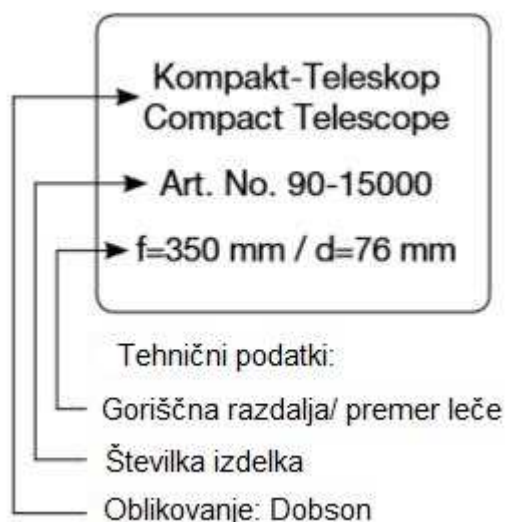 Kompakt-Teleskop
Compact Telescope
Art. No. 90-15000
f=350 mm / d=76 mm
Tehnični podatki:
Goriščna razdalja/ premer leče
Številka izdelka
Oblikovanje: Dobson